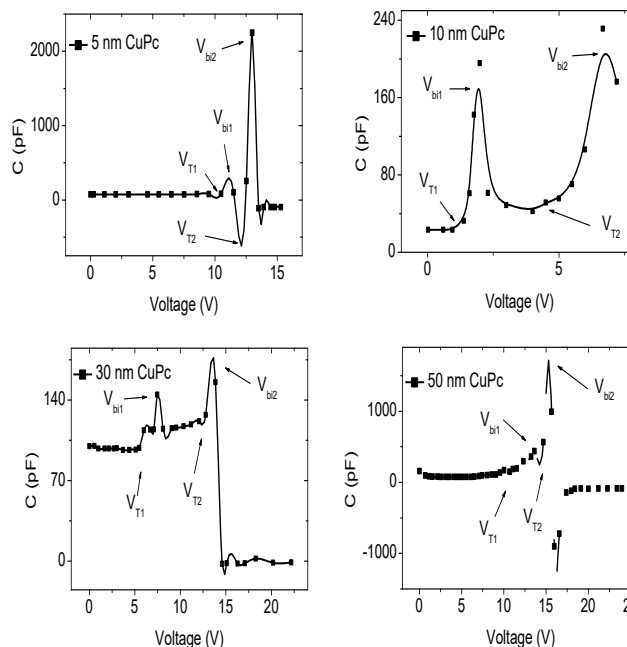 5 nm CuPc
C (pF)
2000
1000
0
V_bi2
V_bi1
V_T1
V_T2
0 5 10 15
Voltage (V)
10 nm CuPc
C (pF)
240
160
80
0
V_bi1
V_bi2
V_T1
V_T2
0 5
Voltage (V)
30 nm CuPc
C (pF)
140
70
0
V_bi1
V_bi2
V_T1
V_T2
0 5 10 15 20
Voltage (V)
50 nm CuPc
C (pF)
1000
0
-1000
V_bi2
V_bi1
V_T1
V_T2
0 5 10 15 20 24
Voltage (V)